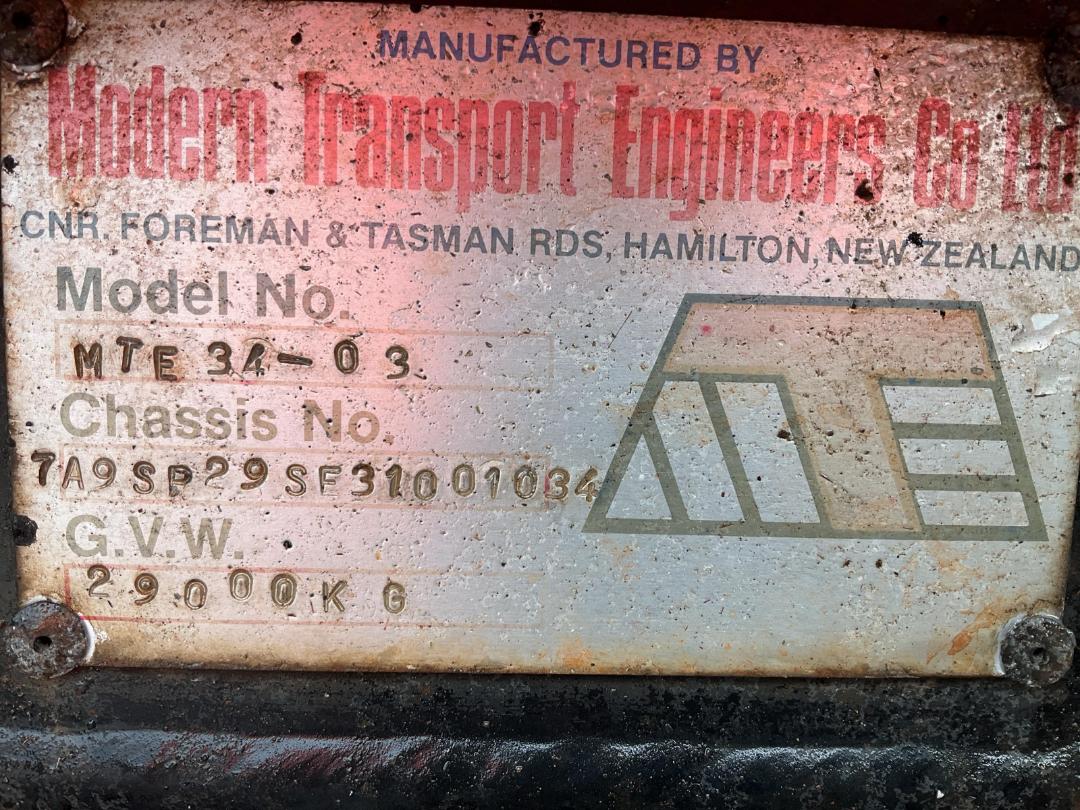 MANUFACTURED BY
Modern Transport Engineers Co Ltd
CNR. FOREMAN & TASMAN RDS, HAMILTON, NEW ZEALAND
Model No.
MTE 34-03
Chassis No.
7A9SP29SF31001034
G.V.W.
29000KG
MTE